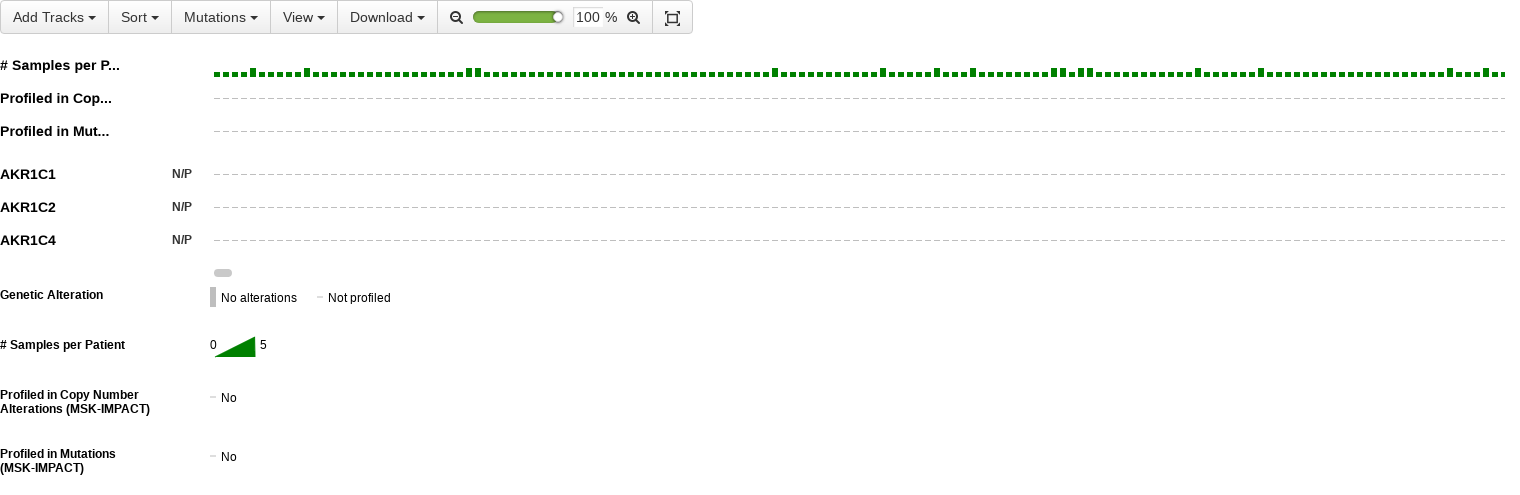 Add Tracks Sort Mutations View Download 100 %
# Samples per P...
Profiled in Cop...
Profiled in Mut...
AKR1C1 N/P
AKR1C2 N/P
AKR1C4 N/P
Genetic Alteration No alterations Not profiled
# Samples per Patient 0 5
Profiled in Copy Number No
Alterations (MSK-IMPACT)
Profiled in Mutations No
(MSK-IMPACT)